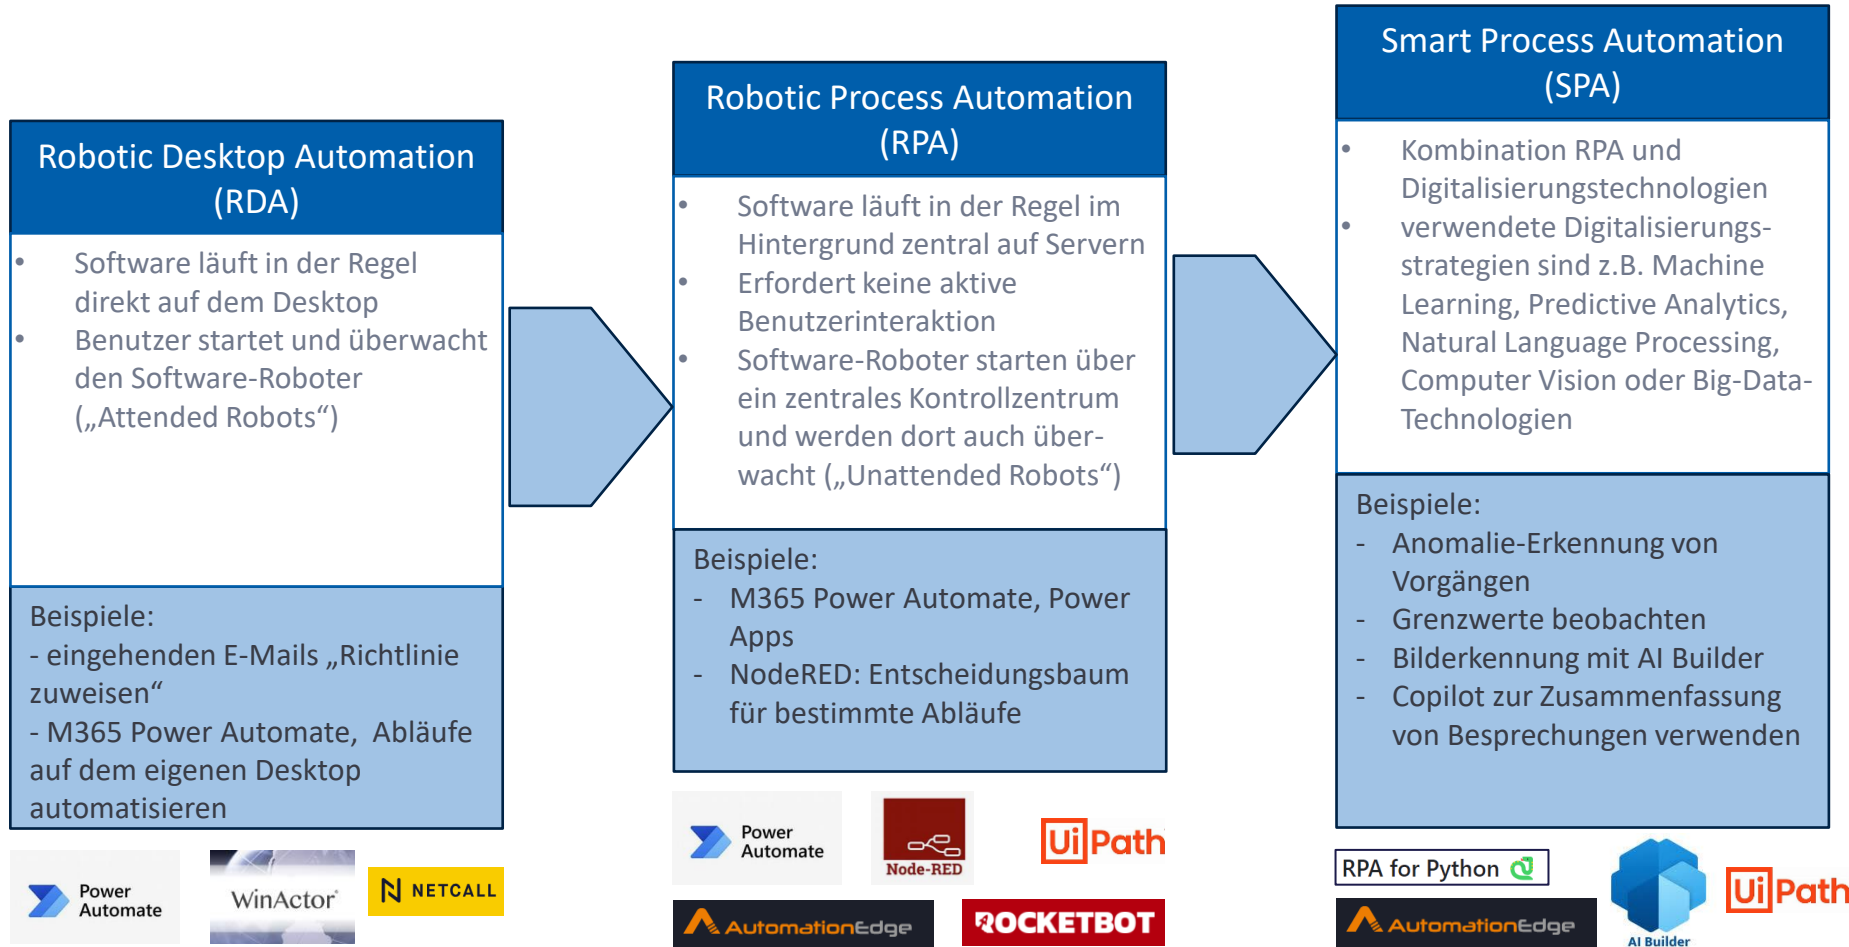 Robotic Desktop Automation
(RDA)
• Software läuft in der Regel
direkt auf dem Desktop
• Benutzer startet und überwacht
den Software-Roboter
(„Attended Robots“)
Beispiele:
- eingehenden E-Mails „Richtlinie
zuweisen“
- M365 Power Automate, Abläufe
auf dem eigenen Desktop
automatisieren
Power
Automate
WinActor
NETCALL
Robotic Process Automation
(RPA)
• Software läuft in der Regel im
Hintergrund zentral auf Servern
• Erfordert keine aktive
Benutzerinteraktion
• Software-Roboter starten über
ein zentrales Kontrollzentrum
und werden dort auch über-
wacht („Unattended Robots“)
Beispiele:
- M365 Power Automate, Power
Apps
- NodeRED: Entscheidungsbaum
für bestimmte Abläufe
Power
Automate
Node-RED
UiPath
AutomationEdge
ROCKETBOT
Smart Process Automation
(SPA)
• Kombination RPA und
Digitalisierungstechnologien
• verwendete Digitalisierungs-
strategien sind z.B. Machine
Learning, Predictive Analytics,
Natural Language Processing,
Computer Vision oder Big-Data-
Technologien
Beispiele:
- Anomalie-Erkennung von
Vorgängen
- Grenzwerte beobachten
- Bilderkennung mit AI Builder
- Copilot zur Zusammenfassung
von Besprechungen verwenden
RPA for Python
AutomationEdge
AI Builder
UiPath